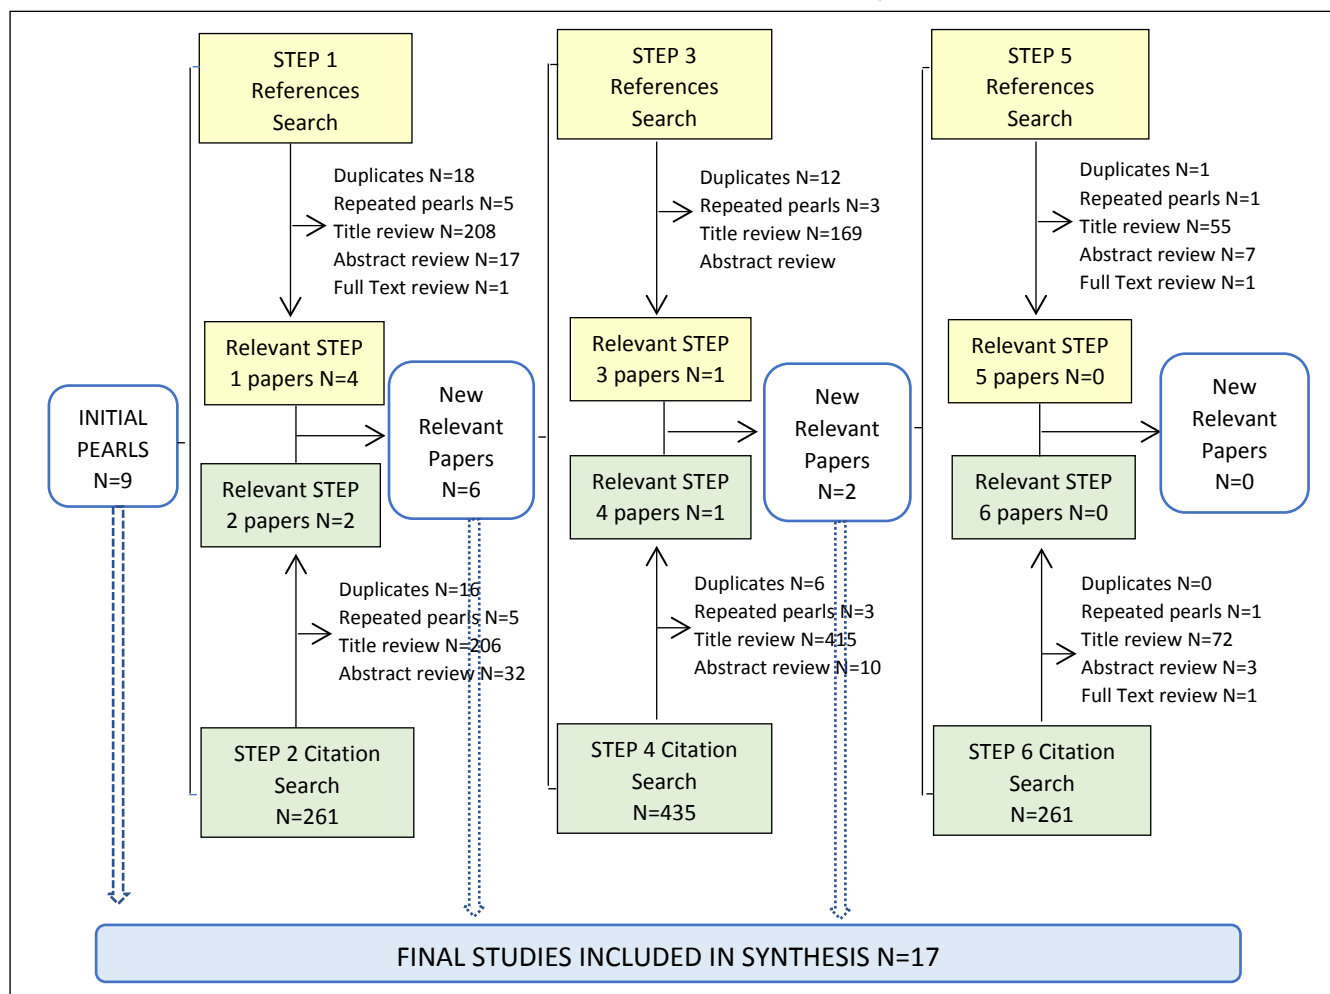 STEP 1
References
Search
Duplicates N=18
Repeated pearls N=5
Title review N=208
Abstract review N=17
Full Text review N=1
Relevant STEP
1 papers N=4
INITIAL
PEARLS
N=9
New
Relevant
Papers
N=6
Relevant STEP
2 papers N=2
Duplicates N=16
Repeated pearls N=5
Title review N=206
Abstract review N=32
STEP 2 Citation
Search
N=261
STEP 3
References
Search
Duplicates N=12
Repeated pearls N=3
Title review N=169
Abstract review
Relevant STEP
3 papers N=1
New
Relevant
Papers
N=2
Relevant STEP
4 papers N=1
Duplicates N=6
Repeated pearls N=3
Title review N=415
Abstract review N=10
STEP 4 Citation
Search
N=435
STEP 5
References
Search
Duplicates N=1
Repeated pearls N=1
Title review N=55
Abstract review N=7
Full Text review N=1
Relevant STEP
5 papers N=0
New
Relevant
Papers
N=0
Relevant STEP
6 papers N=0
Duplicates N=0
Repeated pearls N=1
Title review N=72
Abstract review N=3
Full Text review N=1
STEP 6 Citation
Search
N=261
FINAL STUDIES INCLUDED IN SYNTHESIS N=17